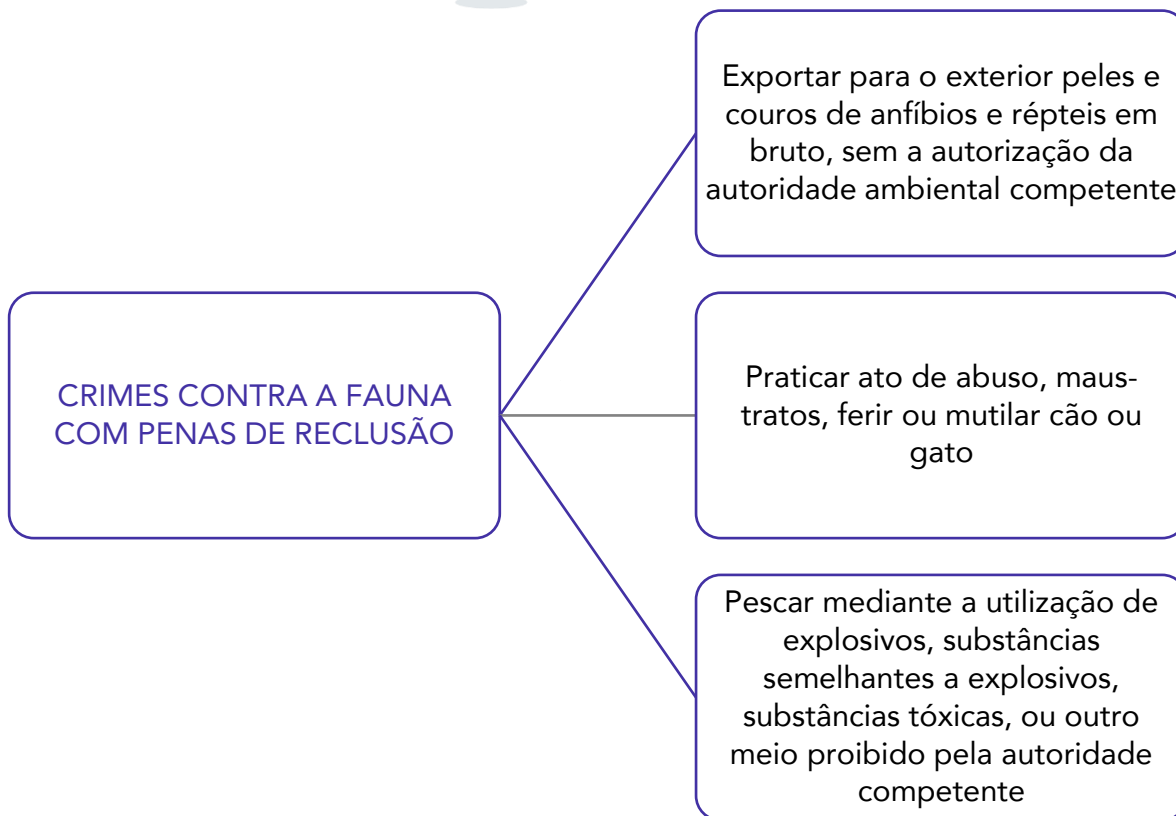 Exportar para o exterior peles e
couros de anfíbios e répteis em
bruto, sem a autorização da
autoridade ambiental competente
CRIMES CONTRA A FAUNA
COM PENAS DE RECLUSÃO
Praticar ato de abuso, maus-
tratos, ferir ou mutilar cão ou
gato
Pescar mediante a utilização de
explosivos, substâncias
semelhantes a explosivos,
substâncias tóxicas, ou outro
meio proibido pela autoridade
competente